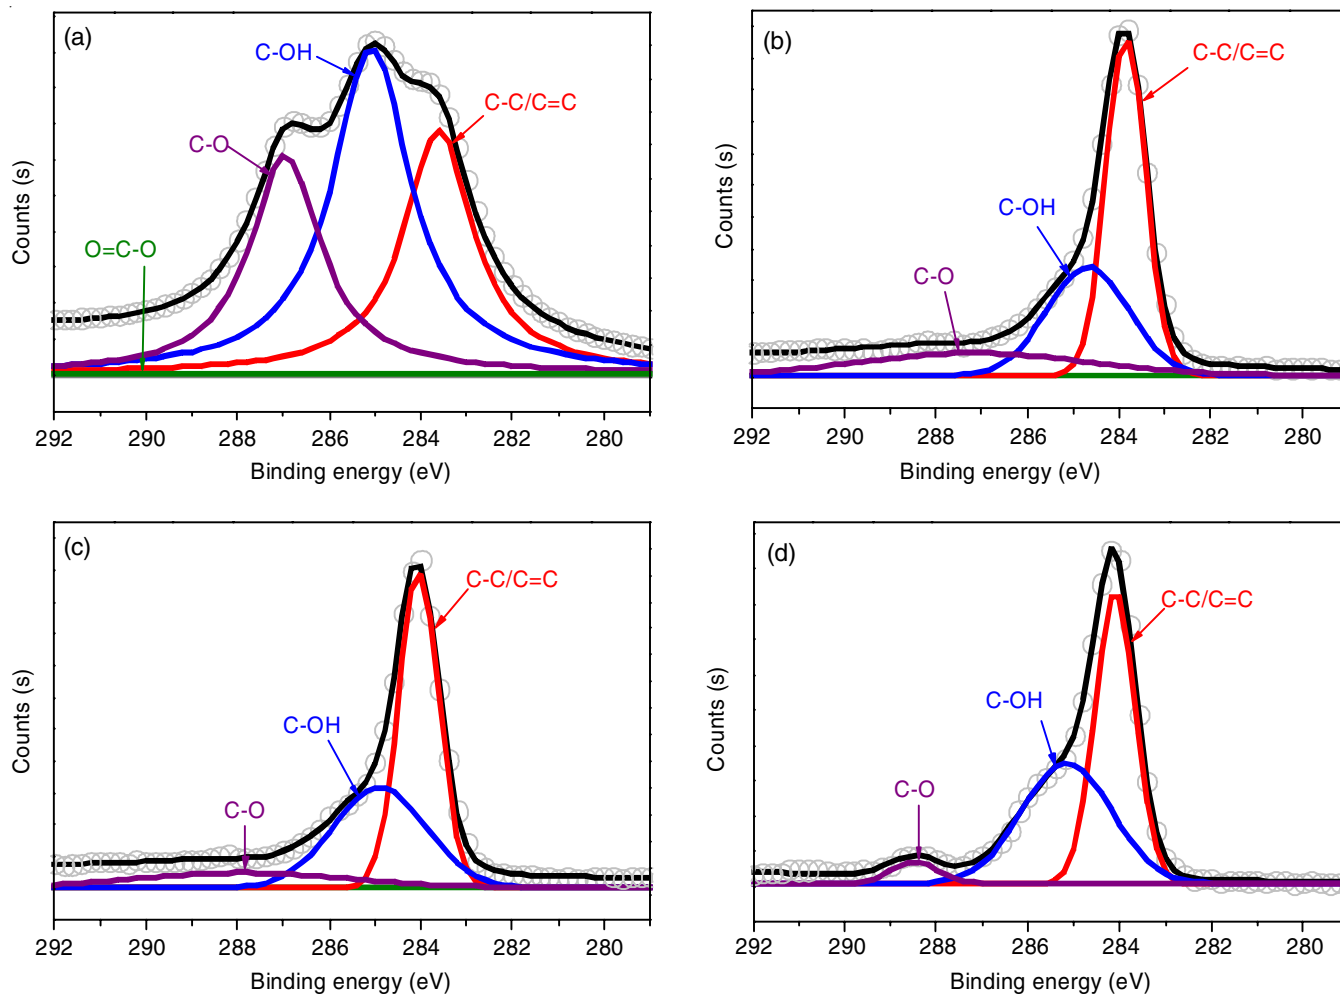 (a)
C-OH
C-C/C=C
C-O
O=C-O
Counts (s)
292 290 288 286 284 282 280
Binding energy (eV)
(b)
C-C/C=C
C-OH
C-O
Counts (s)
292 290 288 286 284 282 280
Binding energy (eV)
(c)
C-C/C=C
C-OH
C-O
Counts (s)
292 290 288 286 284 282 280
Binding energy (eV)
(d)
C-C/C=C
C-OH
C-O
Counts (s)
292 290 288 286 284 282 280
Binding energy (eV)